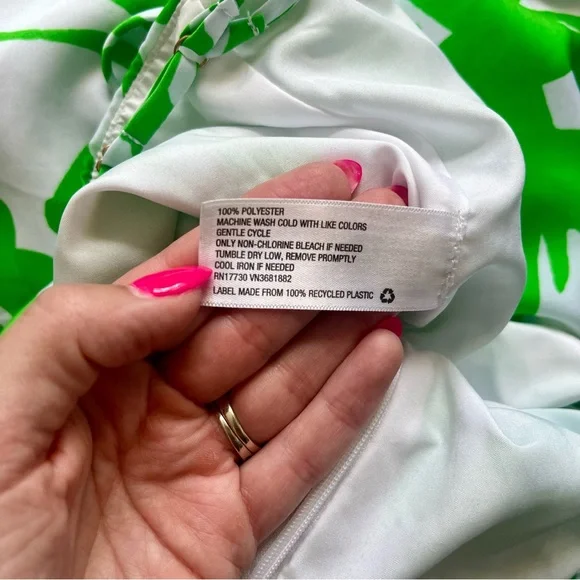 100% POLYESTER
MACHINE WASH COLD WITH LIKE COLORS
GENTLE CYCLE
ONLY NON-CHLORINE BLEACH IF NEEDED
TUMBLE DRY LOW, REMOVE PROMPTLY
COOL IRON IF NEEDED
RN17730 VN3681882
LABEL MADE FROM 100% RECYCLED PLASTIC